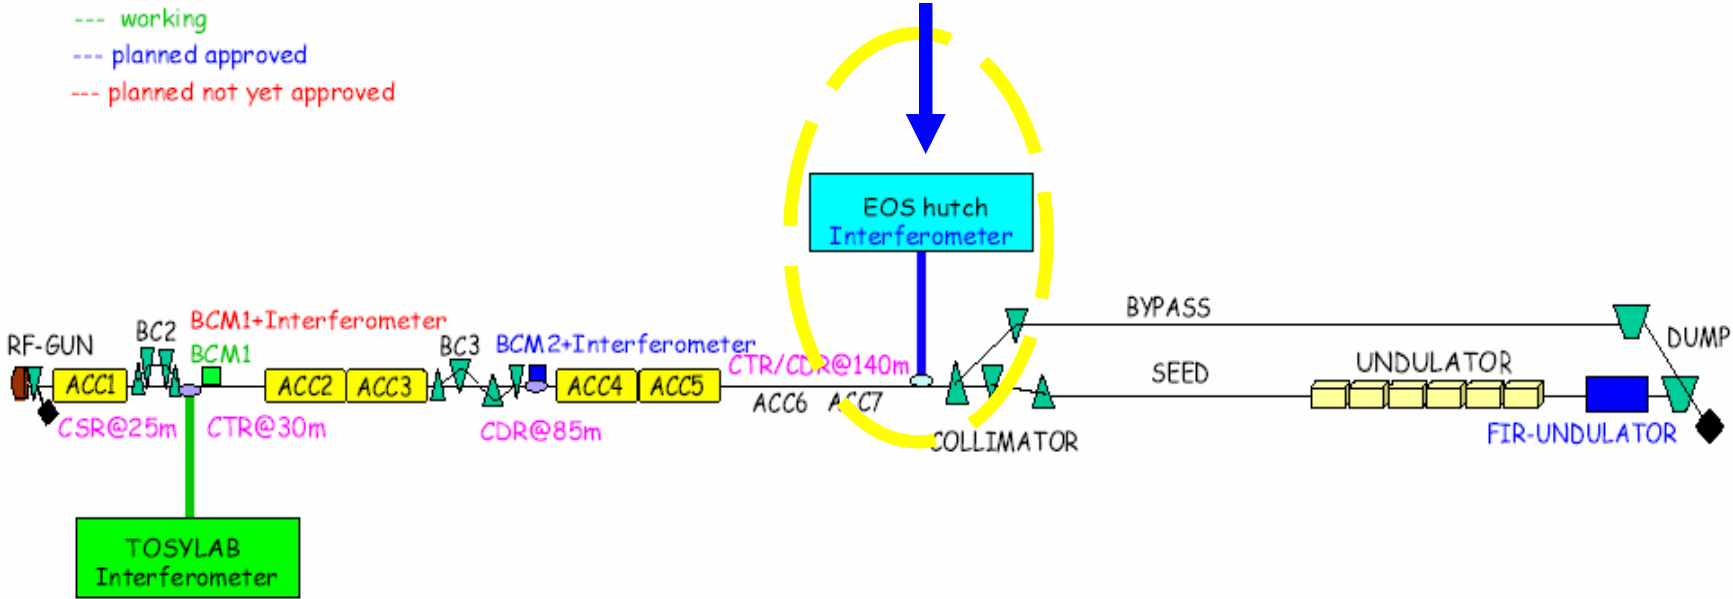 --- working
--- planned approved
--- planned not yet approved
EOS hutch
Interferometer
RF-GUN
ACC1
BC2
BCM1+Interferometer
BCM1
ACC2
ACC3
BC3
BCM2+Interferometer
ACC4
ACC5
CTR/CDR@140m
ACC6
ACC7
CSR@25m
CTR@30m
CDR@85m
COLLIMATOR
BYPASS
SEED
UNDULATOR
DUMP
FIR-UNDULATOR
TOSYLAB
Interferometer